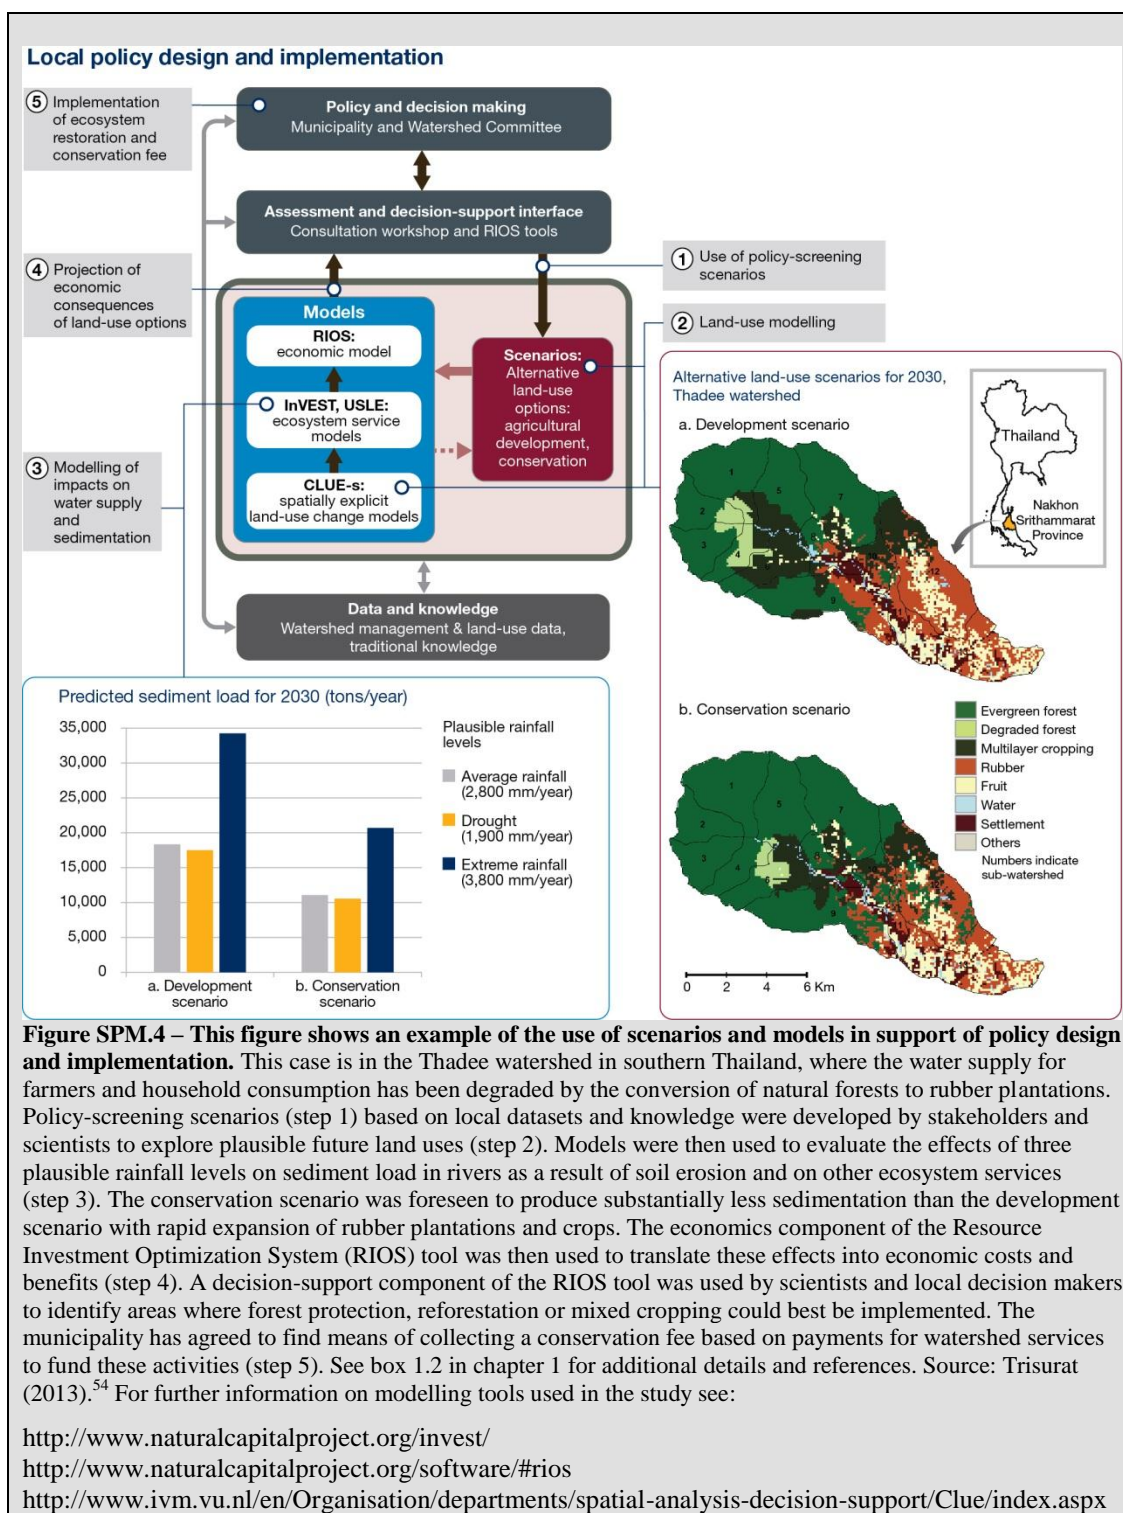 Local policy design and implementation
5 Implementation
of ecosystem
restoration and
conservation fee
Policy and decision making
Municipality and Watershed Committee
Assessment and decision-support interface
Consultation workshop and RIOS tools
4 Projection of
economic
consequences
of land-use options
1 Use of policy-screening
scenarios
2 Land-use modelling
Models
RIOS:
economic model
InVEST, USLE:
ecosystem service
models
CLUE-s:
spatially explicit
land-use change models
Scenarios:
Alternative
land-use
options:
agricultural
development,
conservation
3 Modelling of
impacts on
water supply
and
sedimentation
Data and knowledge
Watershed management & land-use data,
traditional knowledge
Alternative land-use scenarios for 2030,
Thadee watershed
a. Development scenario
1
2
3
4
5
7
9
12
Thailand
Nakhon
Srithammarat
Province
b. Conservation scenario
1
2
3
4
5
7
9
Evergreen forest
Degraded forest
Multilayer cropping
Rubber
Fruit
Water
Settlement
Others
Numbers indicate
sub-watershed
0 2 4 6 Km
Predicted sediment load for 2030 (tons/year)
35,000
30,000
25,000
20,000
15,000
10,000
5,000
0
a. Development
scenario
b. Conservation
scenario
Plausible rainfall
levels
Average rainfall
(2,800 mm/year)
Drought
(1,900 mm/year)
Extreme rainfall
(3,800 mm/year)
Figure SPM.4 – This figure shows an example of the use of scenarios and models in support of policy design
and implementation. This case is in the Thadee watershed in southern Thailand, where the water supply for
farmers and household consumption has been degraded by the conversion of natural forests to rubber plantations.
Policy-screening scenarios (step 1) based on local datasets and knowledge were developed by stakeholders and
scientists to explore plausible future land uses (step 2). Models were then used to evaluate the effects of three
plausible rainfall levels on sediment load in rivers as a result of soil erosion and on other ecosystem services
(step 3). The conservation scenario was foreseen to produce substantially less sedimentation than the development
scenario with rapid expansion of rubber plantations and crops. The economics component of the Resource
Investment Optimization System (RIOS) tool was then used to translate these effects into economic costs and
benefits (step 4). A decision-support component of the RIOS tool was used by scientists and local decision makers
to identify areas where forest protection, reforestation or mixed cropping could best be implemented. The
municipality has agreed to find means of collecting a conservation fee based on payments for watershed services
to fund these activities (step 5). See box 1.2 in chapter 1 for additional details and references. Source: Trisurat
(2013).54 For further information on modelling tools used in the study see:
http://www.naturalcapitalproject.org/invest/
http://www.naturalcapitalproject.org/software/#rios
http://www.ivm.vu.nl/en/Organisation/departments/spatial-analysis-decision-support/Clue/index.aspx